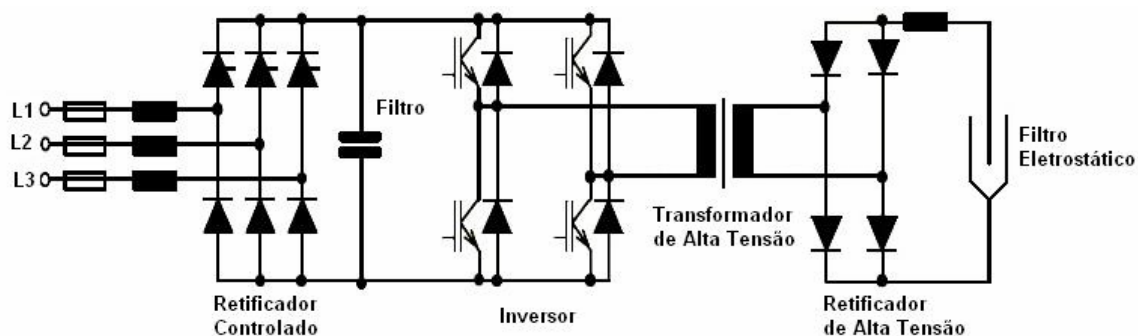 L1
L2
L3
Filtro
Filtro
Eletrostático
Transformador
de Alta Tensão
Retificador
Controlado
Inversor
Retificador
de Alta Tensão